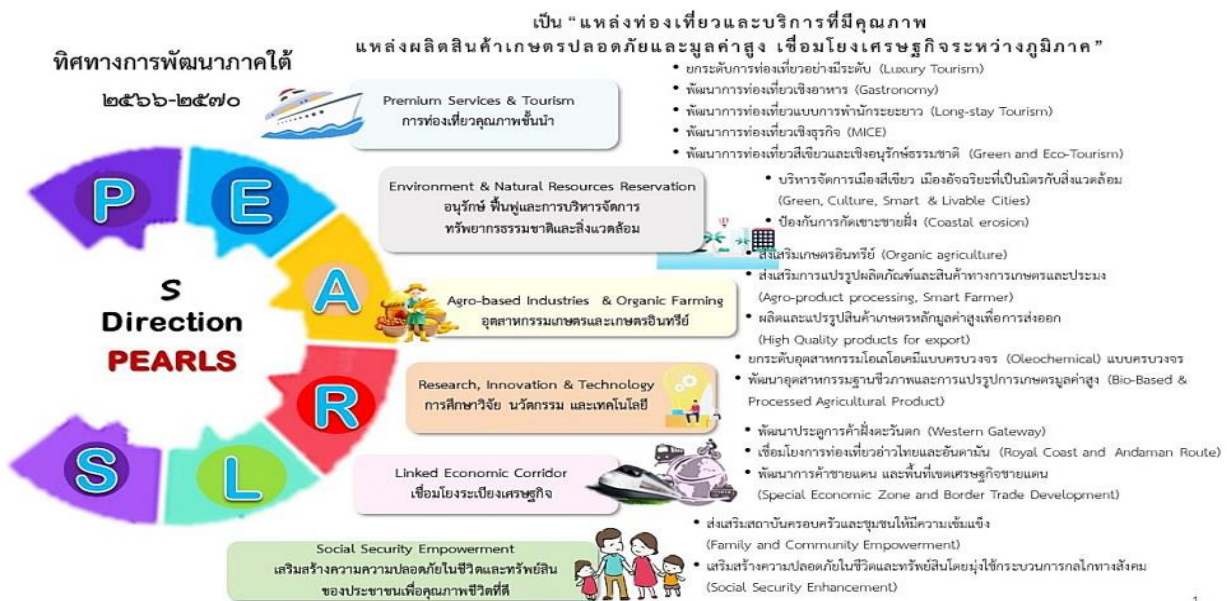 เป็น “แหล่งท่องเที่ยวและบริการที่มีคุณภาพ
แหล่งผลิตสินค้าเกษตรปลอดภัยและมูลค่าสูง เชื่อมโยงเศรษฐกิจระหว่างภูมิภาค”
ทิศทางการพัฒนาภาคใต้
๒๕๖๖-๒๕๗๐
P
E
A
R
L
S
S
Direction
PEARLS
Premium Services & Tourism
การท่องเที่ยวคุณภาพชั้นนำ
• ยกระดับการท่องเที่ยวอย่างมีระดับ (Luxury Tourism)
• พัฒนาการท่องเที่ยวเชิงอาหาร (Gastronomy)
• พัฒนาการท่องเที่ยวแบบการพำนักระยะยาว (Long-stay Tourism)
• พัฒนาการท่องเที่ยวเชิงธุรกิจ (MICE)
• พัฒนาการท่องเที่ยวสีเขียวและเชิงอนุรักษ์ธรรมชาติ (Green and Eco-Tourism)
Environment & Natural Resources Reservation
อนุรักษ์ ฟื้นฟูและการบริหารจัดการ
ทรัพยากรธรรมชาติและสิ่งแวดล้อม
• บริหารจัดการเมืองสีเขียว เมืองอัจฉริยะที่เป็นมิตรกับสิ่งแวดล้อม
(Green, Culture, Smart & Livable Cities)
• ป้องกันการกัดเซาะชายฝั่ง (Coastal erosion)
Agro-based Industries & Organic Farming
อุตสาหกรรมเกษตรและเกษตรอินทรีย์
• ส่งเสริมเกษตรอินทรีย์ (Organic agriculture)
• ส่งเสริมการแปรรูปผลิตภัณฑ์และสินค้าทางการเกษตรและประมง
(Agro-product processing, Smart Farmer)
• ผลิตและแปรรูปสินค้าเกษตรหลักมูลค่าสูงเพื่อการส่งออก
(High Quality products for export)
Research, Innovation & Technology
การศึกษาวิจัย นวัตกรรม และเทคโนโลยี
• ยกระดับอุตสาหกรรมโอเลโอเคมีแบบครบวงจร (Oleochemical) แบบครบวงจร
• พัฒนาอุตสาหกรรมฐานชีวภาพและการแปรรูปการเกษตรมูลค่าสูง (Bio-Based &
Processed Agricultural Product)
Linked Economic Corridor
เชื่อมโยงระเบียงเศรษฐกิจ
• พัฒนาประตูการค้าฝั่งตะวันตก (Western Gateway)
• เชื่อมโยงการท่องเที่ยวอ่าวไทยและอันดามัน (Royal Coast and Andaman Route)
• พัฒนาการค้าชายแดน และพื้นที่เขตเศรษฐกิจชายแดน
(Special Economic Zone and Border Trade Development)
Social Security Empowerment
เสริมสร้างความความปลอดภัยในชีวิตและทรัพย์สิน
ของประชาชนเพื่อคุณภาพชีวิตที่ดี
• ส่งเสริมสถาบันครอบครัวและชุมชนให้มีความเข้มแข็ง
(Family and Community Empowerment)
• เสริมสร้างความปลอดภัยในชีวิตและทรัพย์สินโดยมุ่งใช้กระบวนการกลไกทางสังคม
(Social Security Enhancement)
1